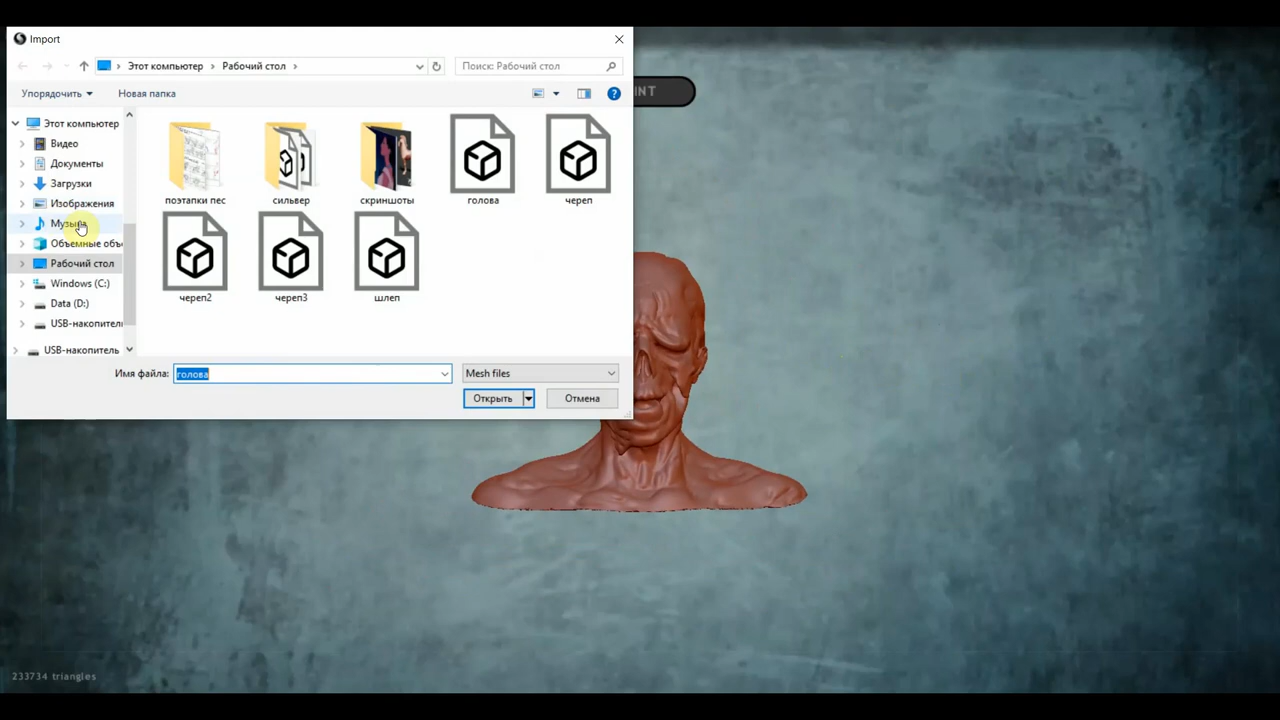 Import
Этот компьютер
Рабочий стол
Поиск: Рабочий стол
Упорядочить
Новая папка
INT
Этот компьютер
Видео
Документы
Загрузки
Изображения
Музыка
Объемные объ
Рабочий стол
Windows (C:)
Data (D:)
USB-накопител
USB-накопитель
поэтапки пес
сильвер
скриншоты
голова
череп
череп2
череп3
шлеп
Имя файла:
голова
Mesh files
Открыть
Отмена
233734 triangles